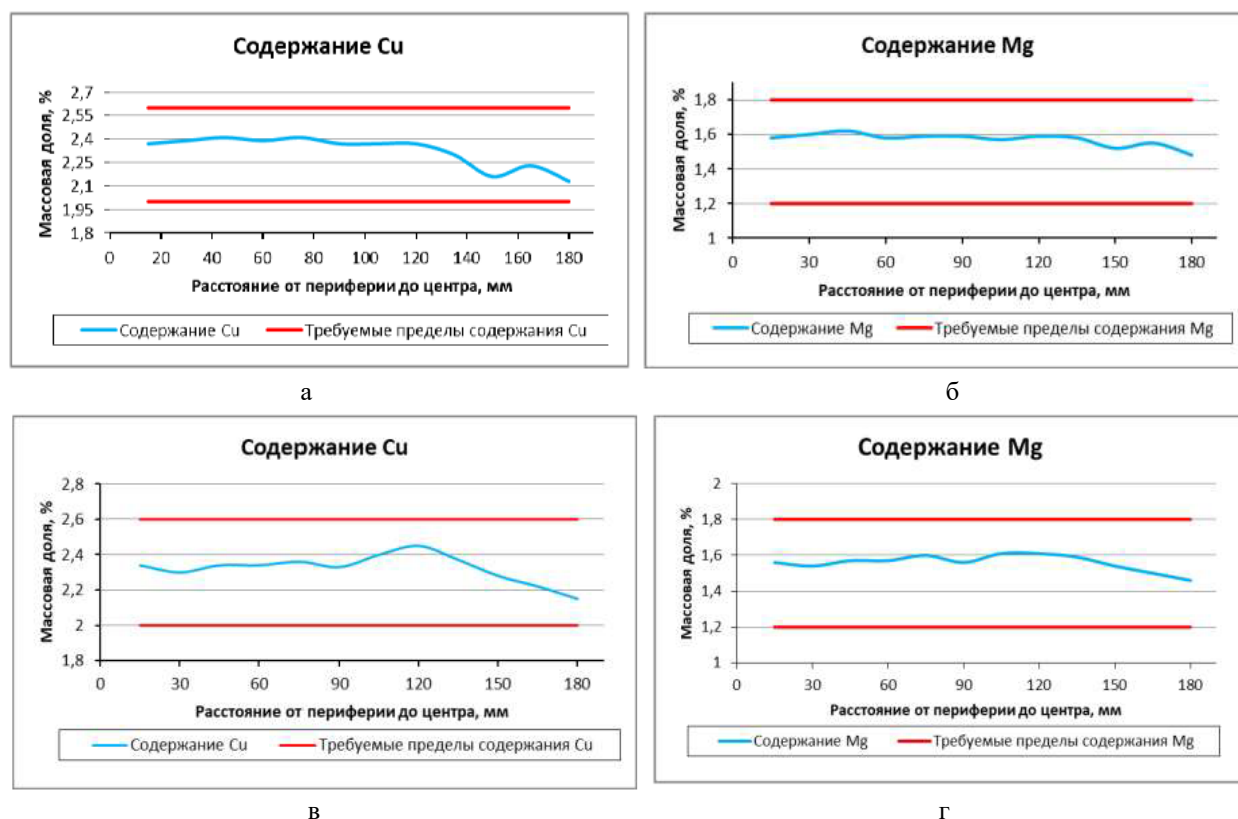 Содержание Cu
Массовая доля, %
2,7
2,55
2,4
2,25
2,1
1,95
1,8
0 20 40 60 80 100 120 140 160 180
Расстояние от периферии до центра, мм
Содержание Cu Требуемые пределы содержания Cu
а
Содержание Mg
Массовая доля, %
1,8
1,6
1,4
1,2
1
0 30 60 90 120 150 180
Расстояние от периферии до центра, мм
Содержание Mg Требуемые пределы содержания Mg
б
Содержание Cu
Массовая доля, %
2,8
2,6
2,4
2,2
2
1,8
0 30 60 90 120 150 180
Расстояние от периферии до центра, мм
Содержание Cu Требуемые пределы содержания Cu
в
Содержание Mg
Массовая доля, %
2
1,8
1,6
1,4
1,2
1
0 30 60 90 120 150 180
Расстояние от периферии до центра, мм
Содержание Mg Требуемые пределы содержания Mg
г